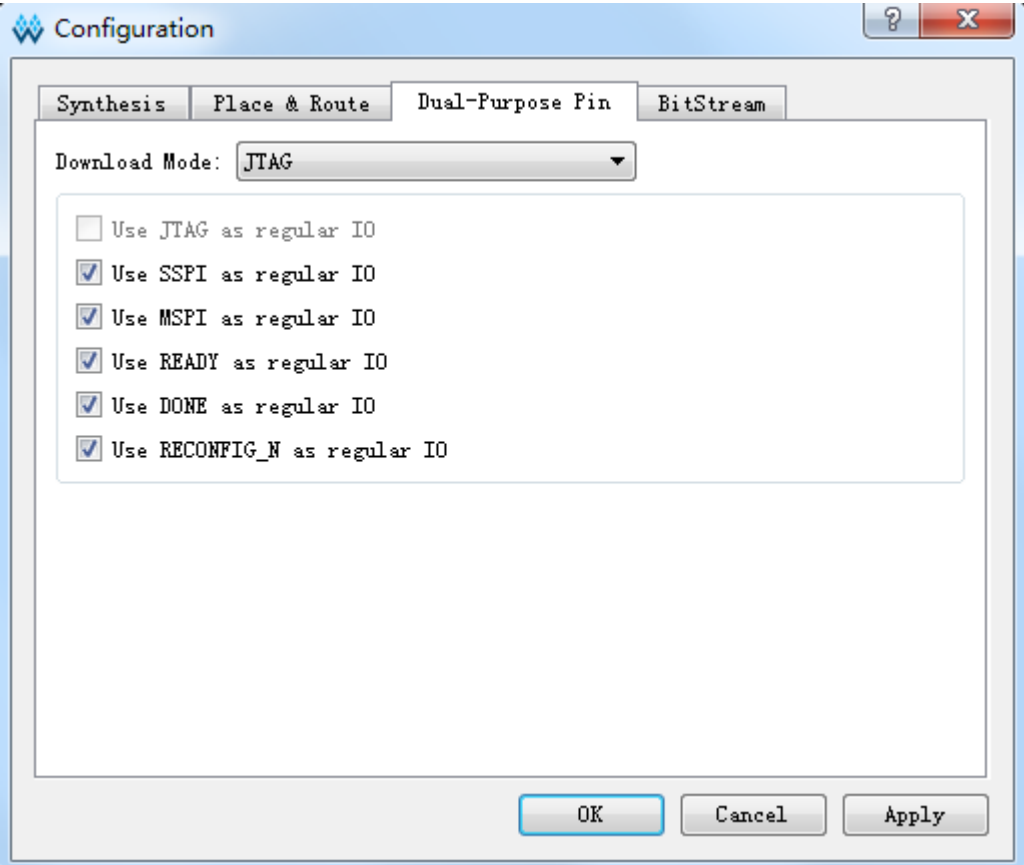 Configuration
Synthesis Place & Route Dual-Purpose Pin BitStream
Download Mode: JTAG
Use JTAG as regular IO
Use SSPI as regular IO
Use MSPI as regular IO
Use READY as regular IO
Use DONE as regular IO
Use RECONFIG_N as regular IO
OK Cancel Apply